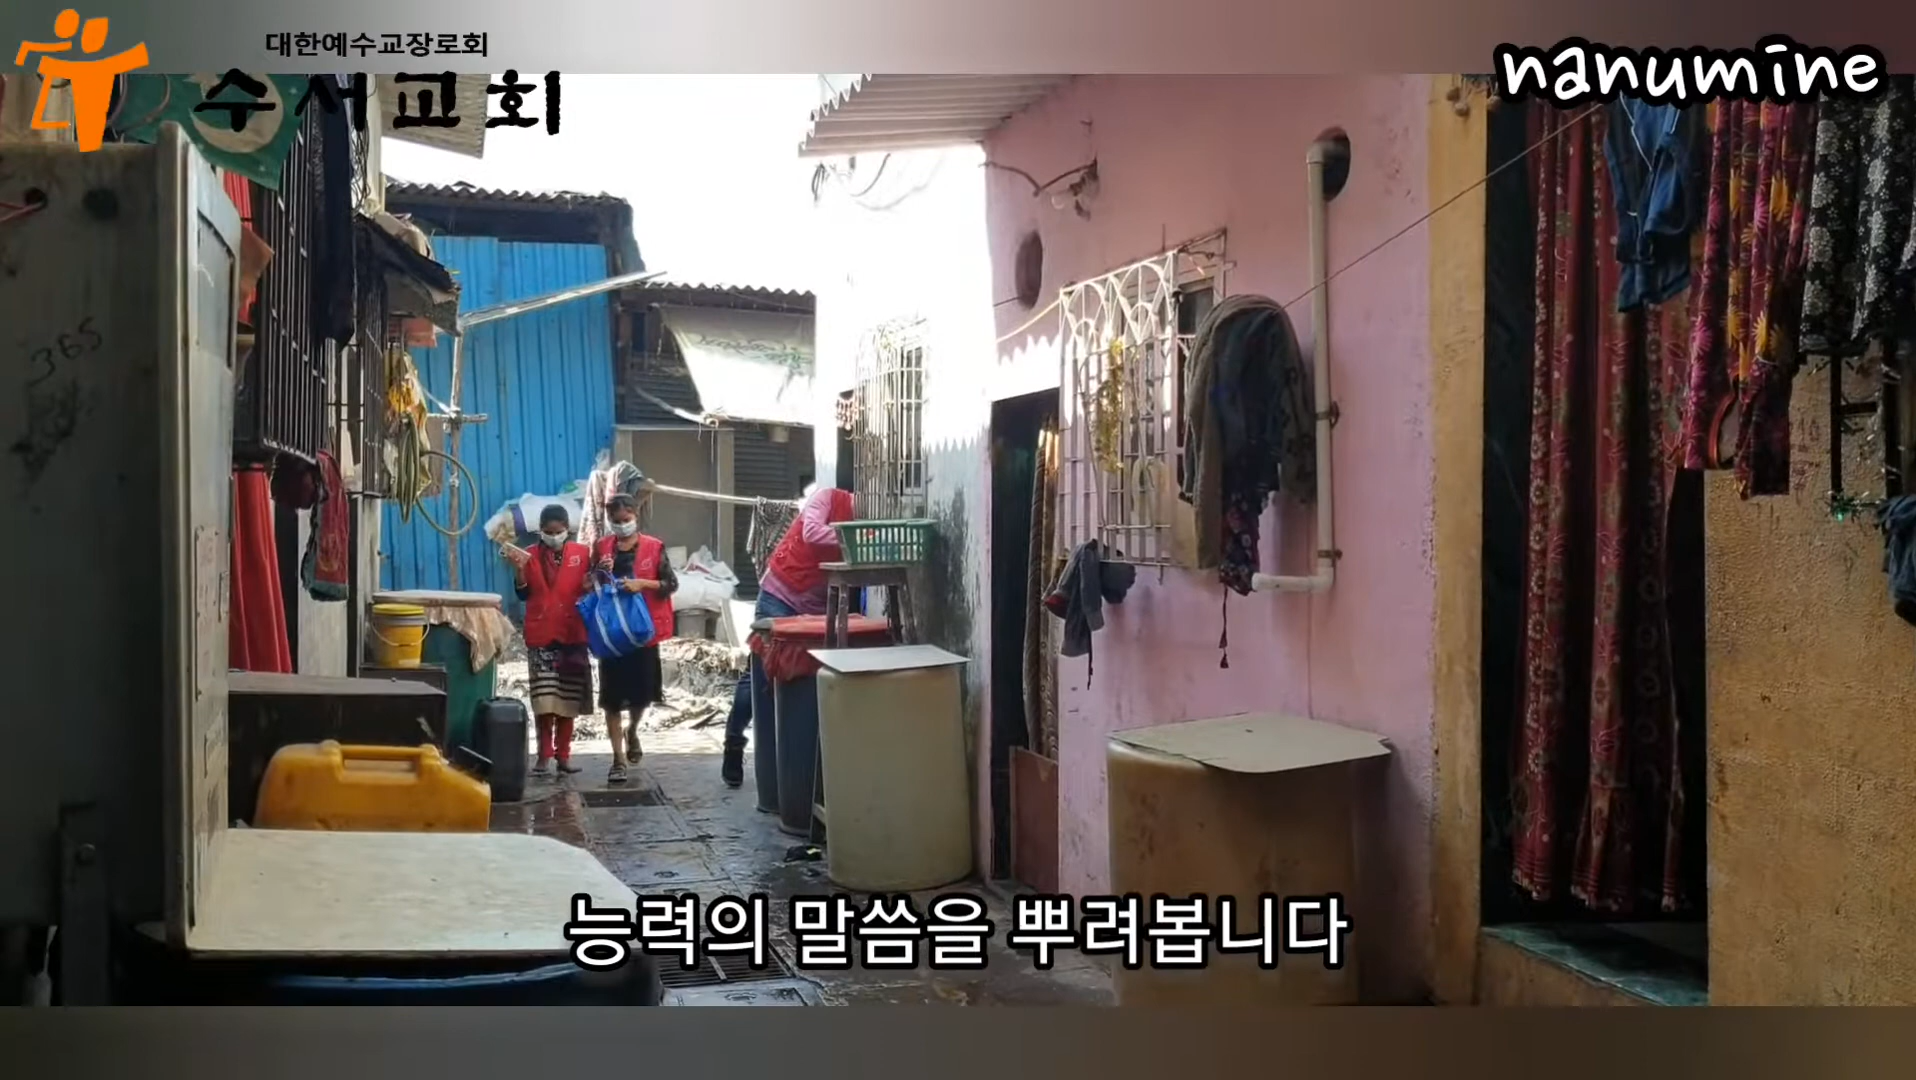 대한예수교장로회
수서교회
nanumine
365
능력의 말씀을 뿌려봅니다